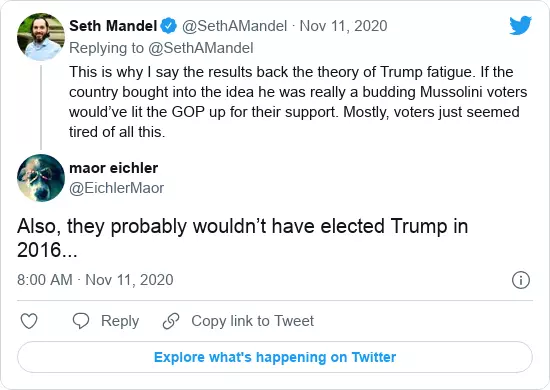 Seth Mandel @SethAMandel · Nov 11, 2020
Replying to @SethAMandel
This is why I say the results back the theory of Trump fatigue. If the
country bought into the idea he was really a budding Mussolini voters
would’ve lit the GOP up for their support. Mostly, voters just seemed
tired of all this.
maor eichler
@EichlerMaor
Also, they probably wouldn’t have elected Trump in
2016...
8:00 AM · Nov 11, 2020
Reply
Copy link to Tweet
Explore what's happening on Twitter